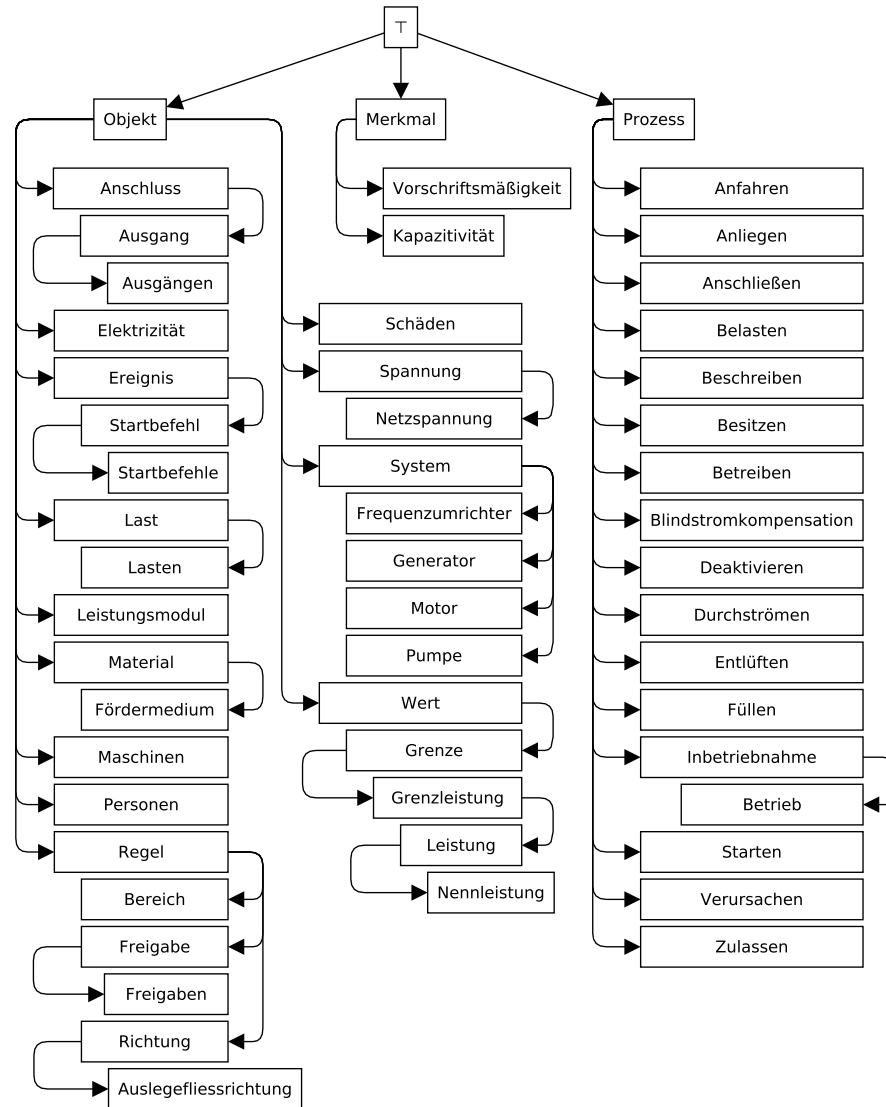 ⊤
Objekt
Merkmal
Prozess
Anschluss
Ausgang
Ausgängen
Elektrizität
Ereignis
Startbefehl
Startbefehle
Last
Lasten
Leistungsmodul
Material
Fördermedium
Maschinen
Personen
Regel
Bereich
Freigabe
Freigaben
Richtung
Auslegefliessrichtung
Schäden
Spannung
Netzspannung
System
Frequenzumrichter
Generator
Motor
Pumpe
Wert
Grenze
Grenzleistung
Leistung
Nennleistung
Vorschriftsmäßigkeit
Kapazitivität
Anfahren
Anliegen
Anschließen
Belasten
Beschreiben
Besitzen
Betreiben
Blindstromkompensation
Deaktivieren
Durchströmen
Entlüften
Füllen
Inbetriebnahme
Betrieb
Starten
Verursachen
Zulassen